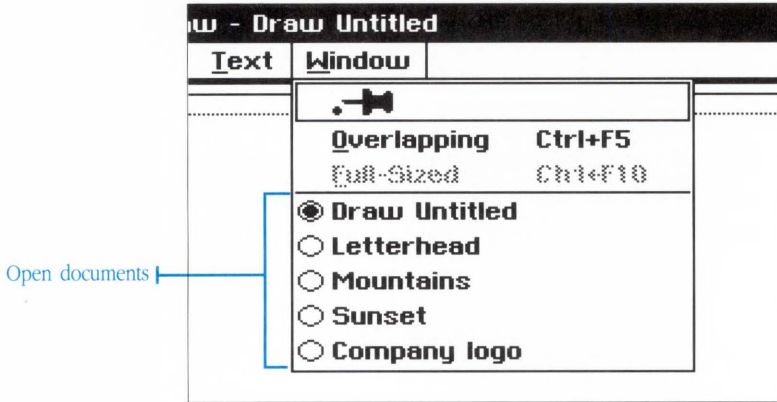 w - Draw Untitled
Text Window
Overlapping Ctrl+F5
Full-Sized Ctrl+F10
Draw Untitled
Letterhead
Open documents
Mountains
Sunset
Company logo